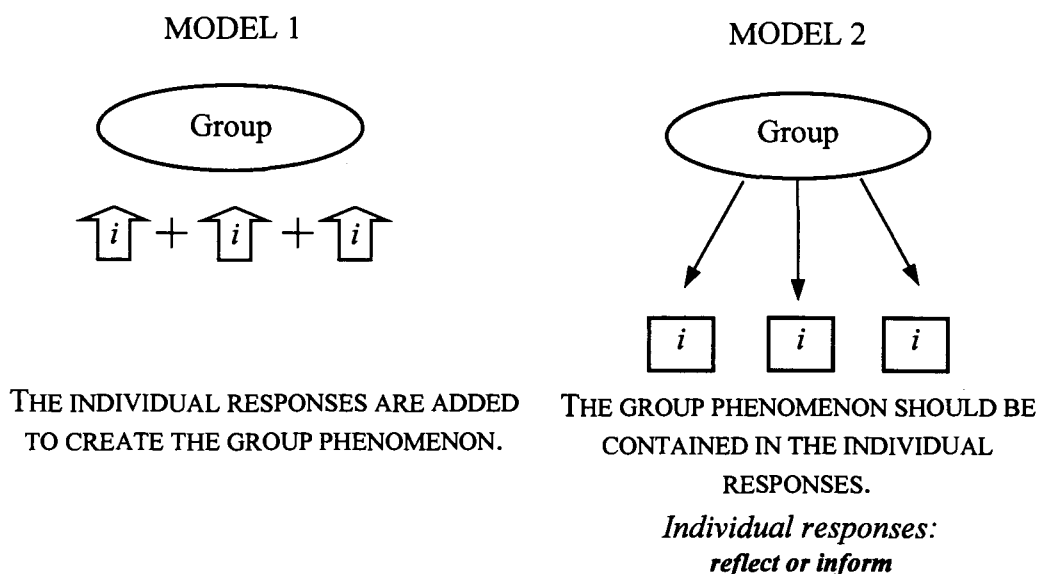 MODEL 1
Group
i + i + i
THE INDIVIDUAL RESPONSES ARE ADDED
TO CREATE THE GROUP PHENOMENON.
MODEL 2
Group
i i i
THE GROUP PHENOMENON SHOULD BE
CONTAINED IN THE INDIVIDUAL
RESPONSES.
Individual responses:
reflect or inform